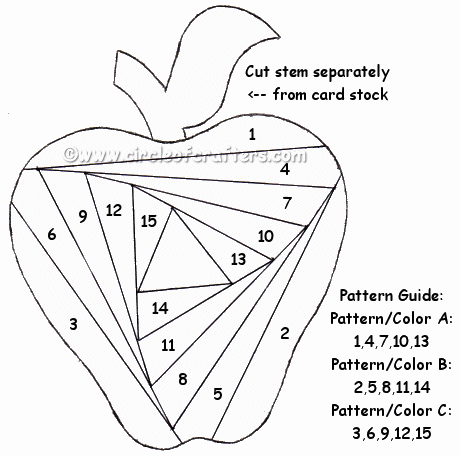 Cut stem separately
<-- from card stock
1
©www.circleofcrafters.com
4
7
9
12
15
6
10
13
14
3
11
2
8
5
Pattern Guide:
Pattern/Color A:
1,4,7,10,13
Pattern/Color B:
2,5,8,11,14
Pattern/Color C:
3,6,9,12,15